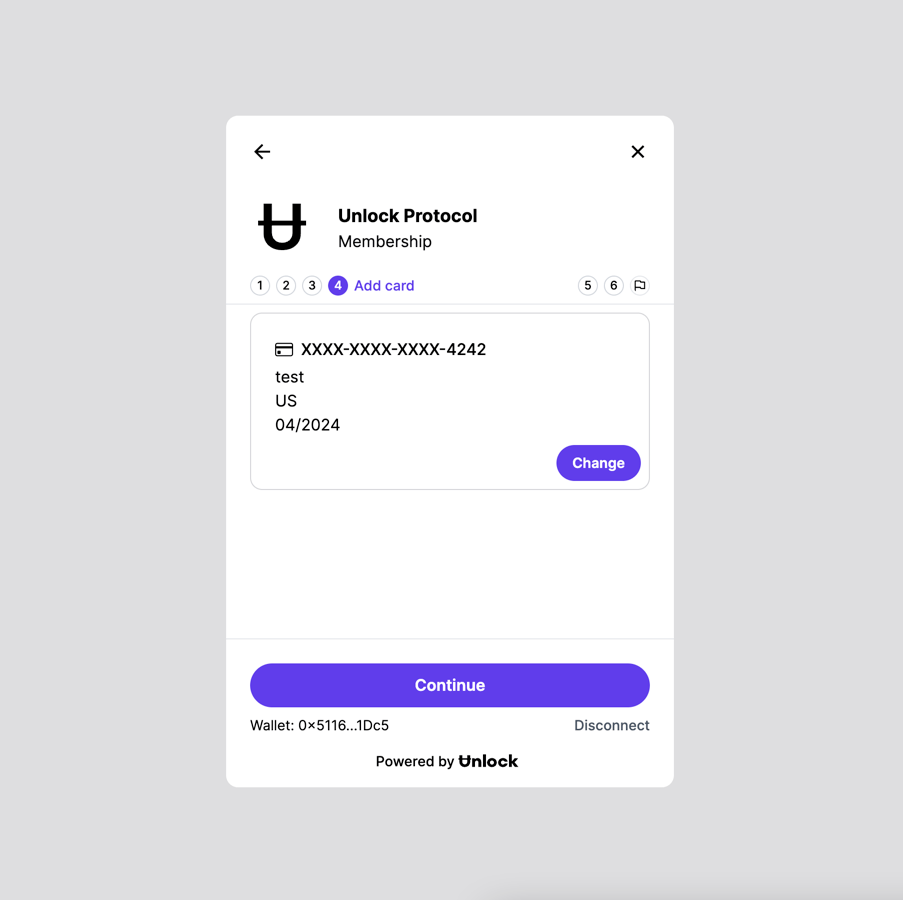 Unlock Protocol
Membership
1 2 3 4 Add card 5 6
XXXX-XXXX-XXXX-4242
test
US
04/2024
Change
Continue
Wallet: 0×5116...1Dc5 Disconnect
Powered by Unlock